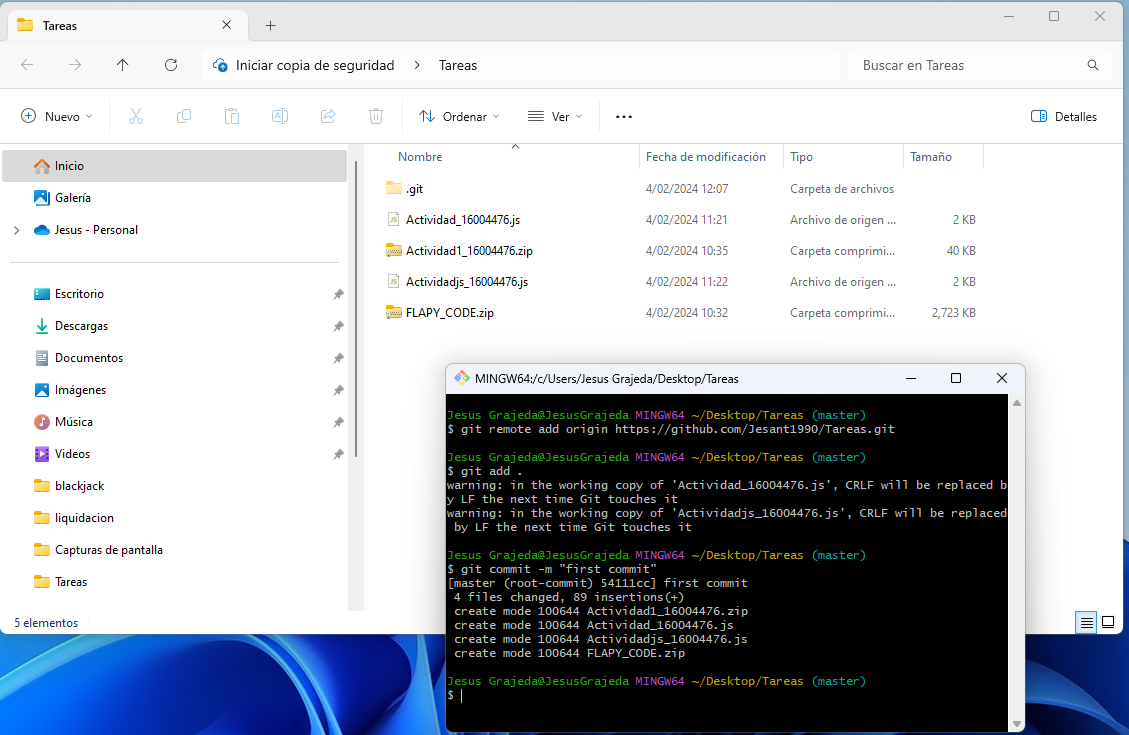 Tareas
Iniciar copia de seguridad > Tareas
Buscar en Tareas
Nuevo
Ordenar
Ver
Detalles
Inicio
Galería
Jesus - Personal
Escritorio
Descargas
Documentos
Imágenes
Música
Videos
blackjack
liquidacion
Capturas de pantalla
Tareas
5 elementos
Nombre Fecha de modificación Tipo Tamaño
.git 4/02/2024 12:07 Carpeta de archivos
Actividad_16004476.js 4/02/2024 11:21 Archivo de origen ... 2 KB
Actividad1_16004476.zip 4/02/2024 10:35 Carpeta comprimi... 40 KB
Actividadjs_16004476.js 4/02/2024 11:22 Archivo de origen ... 2 KB
FLAPY_CODE.zip 4/02/2024 10:32 Carpeta comprimi... 2,723 KB
MINGW64:/c/Users/Jesus Grajeda/Desktop/Tareas
Jesus Grajeda@JesusGrajeda MINGW64 ~/Desktop/Tareas (master)
$ git remote add origin https://github.com/Jesant1990/Tareas.git
Jesus Grajeda@JesusGrajeda MINGW64 ~/Desktop/Tareas (master)
$ git add .
warning: in the working copy of 'Actividad_16004476.js', CRLF will be replaced b
y LF the next time Git touches it
warning: in the working copy of 'Actividadjs_16004476.js', CRLF will be replaced
by LF the next time Git touches it
Jesus Grajeda@JesusGrajeda MINGW64 ~/Desktop/Tareas (master)
$ git commit -m "first commit"
[master (root-commit) 54111cc] first commit
4 files changed, 89 insertions(+)
create mode 100644 Actividad1_16004476.zip
create mode 100644 Actividad_16004476.js
create mode 100644 Actividadjs_16004476.js
create mode 100644 FLAPY_CODE.zip
Jesus Grajeda@JesusGrajeda MINGW64 ~/Desktop/Tareas (master)
$